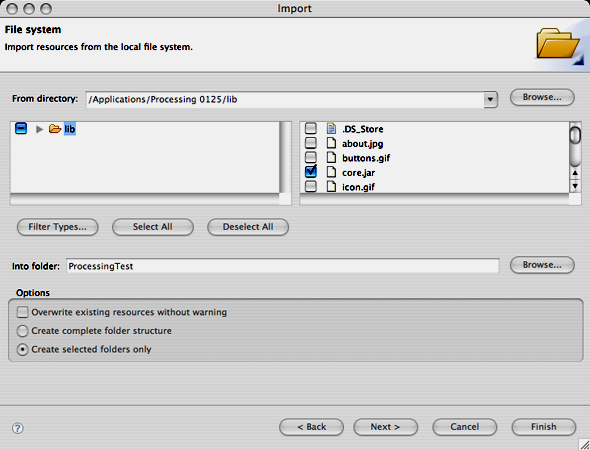 Import
File system
Import resources from the local file system.
From directory: /Applications/Processing 0125/lib Browse...
lib
.DS_Store
about.jpg
buttons.gif
core.jar
icon.gif
Filter Types... Select All Deselect All
Into folder: ProcessingTest Browse...
Options
Overwrite existing resources without warning
Create complete folder structure
Create selected folders only
? < Back Next > Cancel Finish